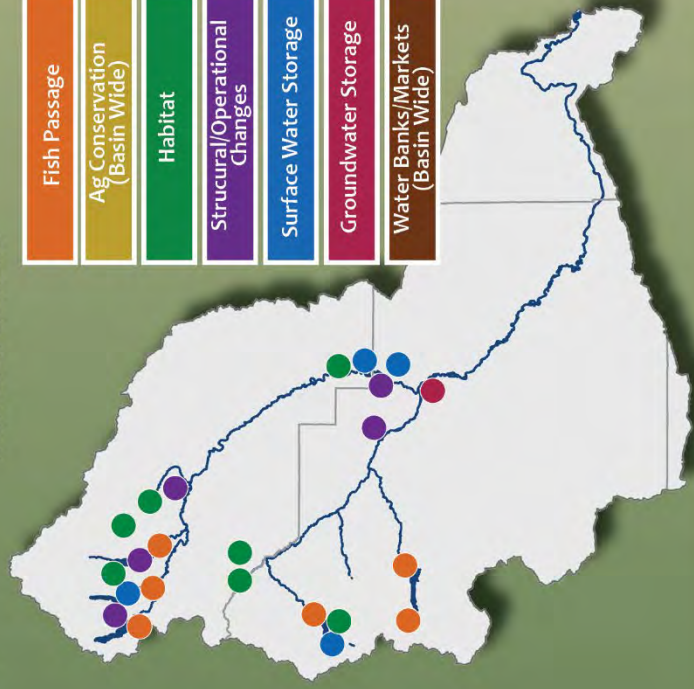 Fish Passage
Ag Conservation
(Basin Wide)
Habitat
Strucural/Operational
Changes
Surface Water Storage
Groundwater Storage
Water Banks/Markets
(Basin Wide)